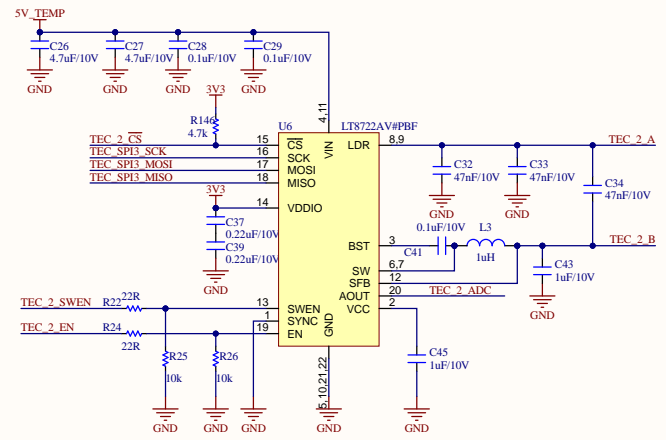 5V_TEMP
C26
4.7uF/10V
C27
4.7uF/10V
C28
0.1uF/10V
C29
0.1uF/10V
GND
GND
GND
GND
3V3
R146
4.7k
4,11
U6
LT8722AV#PBF
TEC_2_CS
15
CS
VIN
LDR
8,9
TEC_2_A
TEC_SPI3_SCK
16
SCK
TEC_SPI3_MOSI
17
MOSI
TEC_SPI3_MISO
18
MISO
C32
47nF/10V
C33
47nF/10V
C34
47nF/10V
GND
GND
3V3
14
VDDIO
C37
0.22uF/10V
C39
0.22uF/10V
GND
0.1uF/10V
L3
BST
3
C41
1uH
TEC_2_B
SW
6,7
SFB
12
C43
1uF/10V
GND
AOUT
20
TEC_2_ADC
VCC
2
TEC_2_SWEN
R22
22R
13
SWEN
1
SYNC
TEC_2_EN
R24
22R
19
EN
GND
R25
10k
R26
10k
5,10,21,22
C45
1uF/10V
GND
GND
GND
GND
GND